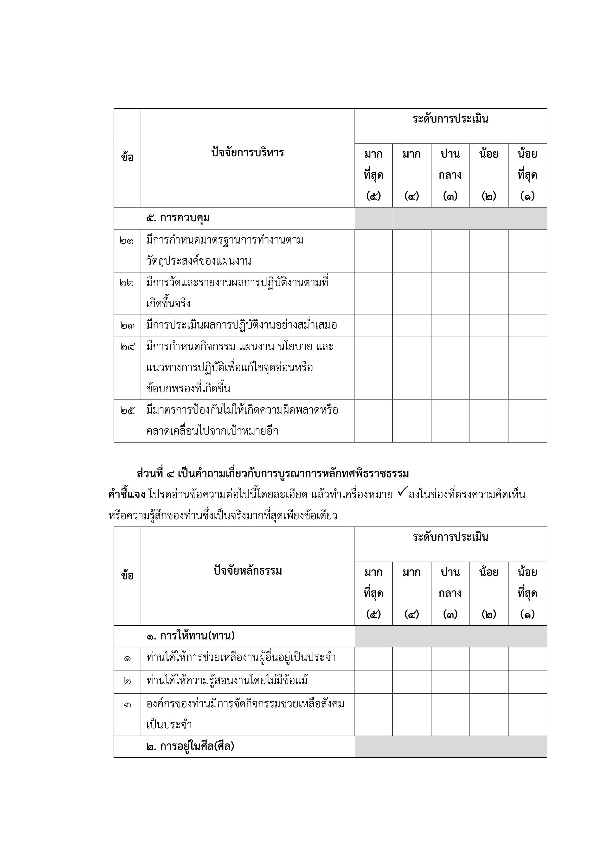 ข้อ
ปัจจัยการบริหาร
ระดับการประเมิน
มาก มาก ปาน น้อย น้อย
ที่สุด กลาง ที่สุด
(๕) (๔) (๓) (๒) (๑)
๕. การควบคุม
๒๑ มีการกำหนดมาตรฐานการทำงานตาม
วัตถุประสงค์ของแผนงาน
๒๒ มีการวัดและรายงานผลการปฏิบัติงานตามที่
เกิดขึ้นจริง
๒๓ มีการประเมินผลการปฏิบัติงานอย่างสม่ำเสมอ
๒๔ มีการกำหนดกิจกรรม แผนงาน นโยบาย และ
แนวทางการปฏิบัติเพื่อแก้ไขจุดอ่อนหรือ
ข้อบกพร่องที่เกิดขึ้น
๒๕ มีมาตรการป้องกันไม่ให้เกิดความผิดพลาดหรือ
คลาดเคลื่อนไปจากเป้าหมายอีก
ส่วนที่ ๔ เป็นคำถามเกี่ยวกับการบูรณาการหลักทศพิธราชธรรม
คำชี้แจง โปรดอ่านข้อความต่อไปนี้โดยละเอียด แล้วทำเครื่องหมาย ✓ลงในช่องที่ตรงความคิดเห็น
หรือความรู้สึกของท่านซึ่งเป็นจริงมากที่สุดเพียงข้อเดียว
ข้อ
ปัจจัยหลักธรรม
ระดับการประเมิน
มาก มาก ปาน น้อย น้อย
ที่สุด กลาง ที่สุด
(๕) (๔) (๓) (๒) (๑)
๑. การให้ทาน(ทาน)
๑ ท่านได้ให้การช่วยเหลืองานผู้อื่นอยู่เป็นประจำ
๒ ท่านได้ให้ความรู้สอนงานโดยไม่มีข้อแม้
๓ องค์กรของท่านมีการจัดกิจกรรมช่วยเหลือสังคม
เป็นประจำ
๒. การอยู่ในศีล(ศีล)